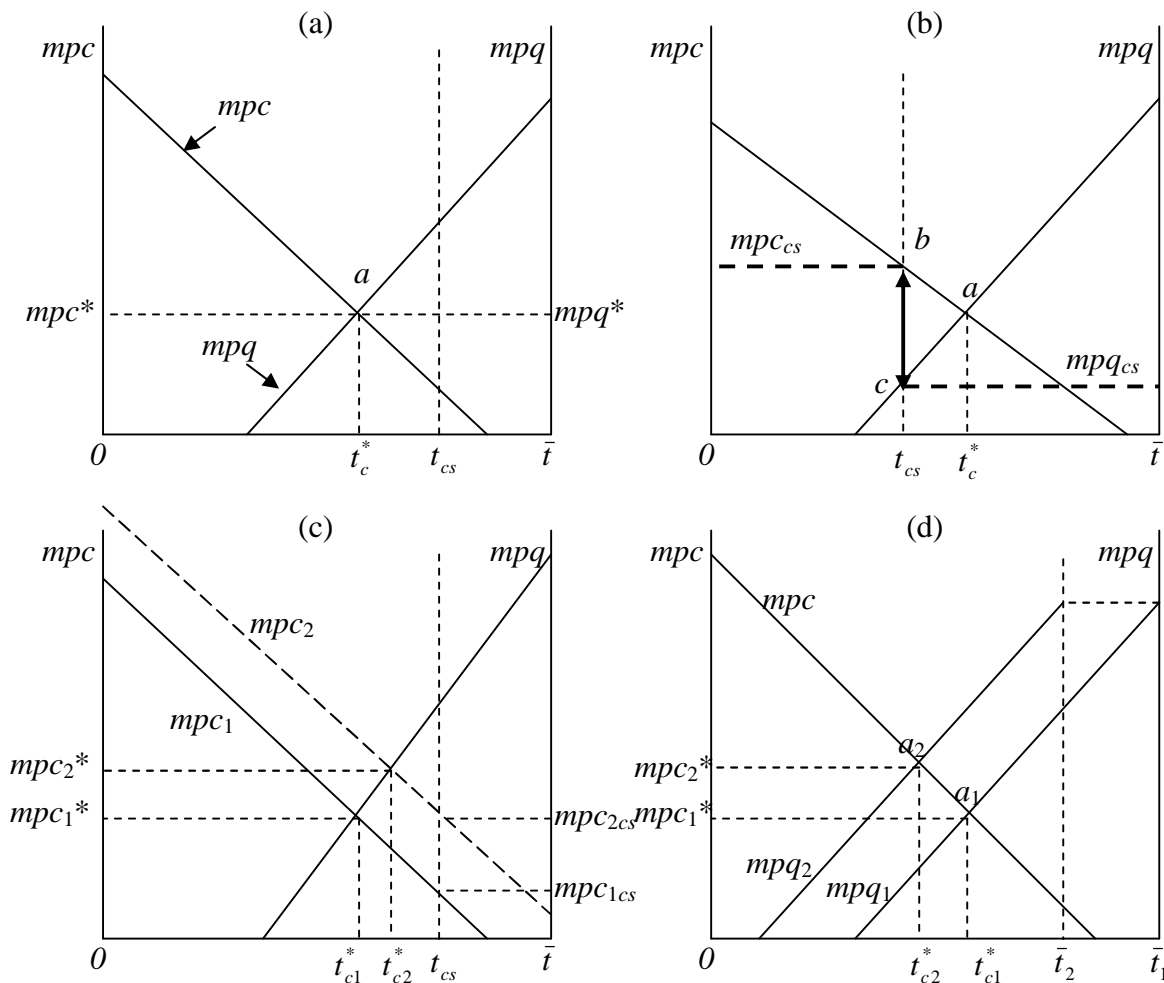 (a)
mpc
mpq
mpc
a
mpc*
mpq*
mpq
0
t*c
tcs
t̄
(b)
mpc
mpq
mpccs
b
a
mpqcs
c
0
tcs
t*c
t̄
(c)
mpc
mpq
mpc2
mpc1
mpc2*
mpc1*
mpc2cs
mpc1cs
0
t*c1
t*c2
tcs
t̄
(d)
mpc
mpq
mpc
a2
mpc2*
a1
mpc1*
mpq2
mpq1
0
t*c2
t*c1
t̄2
t̄1